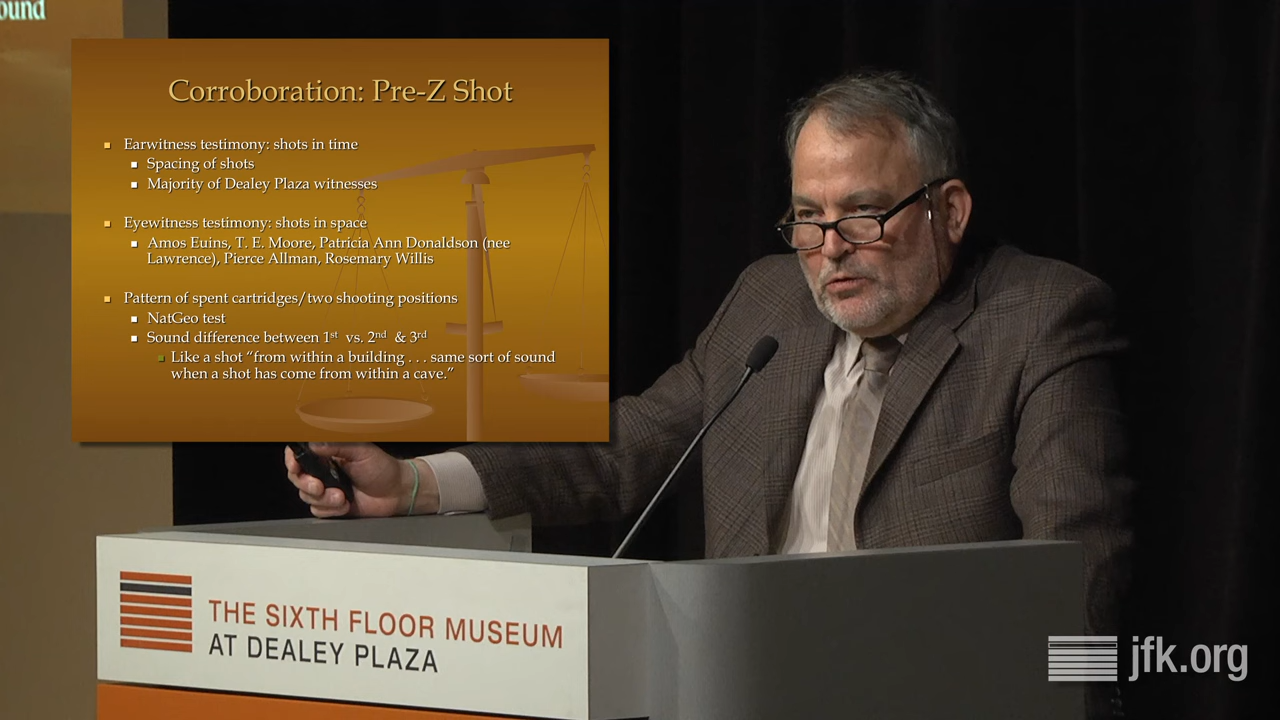 ound
Corroboration: Pre-Z Shot
Earwitness testimony: shots in time
Spacing of shots
Majority of Dealey Plaza witnesses
Eyewitness testimony: shots in space
Amos Euins, T. E. Moore, Patricia Ann Donaldson (nee
Lawrence), Pierce Allman, Rosemary Willis
Pattern of spent cartridges/two shooting positions
NatGeo test
Sound difference between 1st vs. 2nd & 3rd
Like a shot “from within a building . . . same sort of sound
when a shot has come from within a cave.”
THE SIXTH FLOOR MUSEUM
AT DEALEY PLAZA
jfk.org